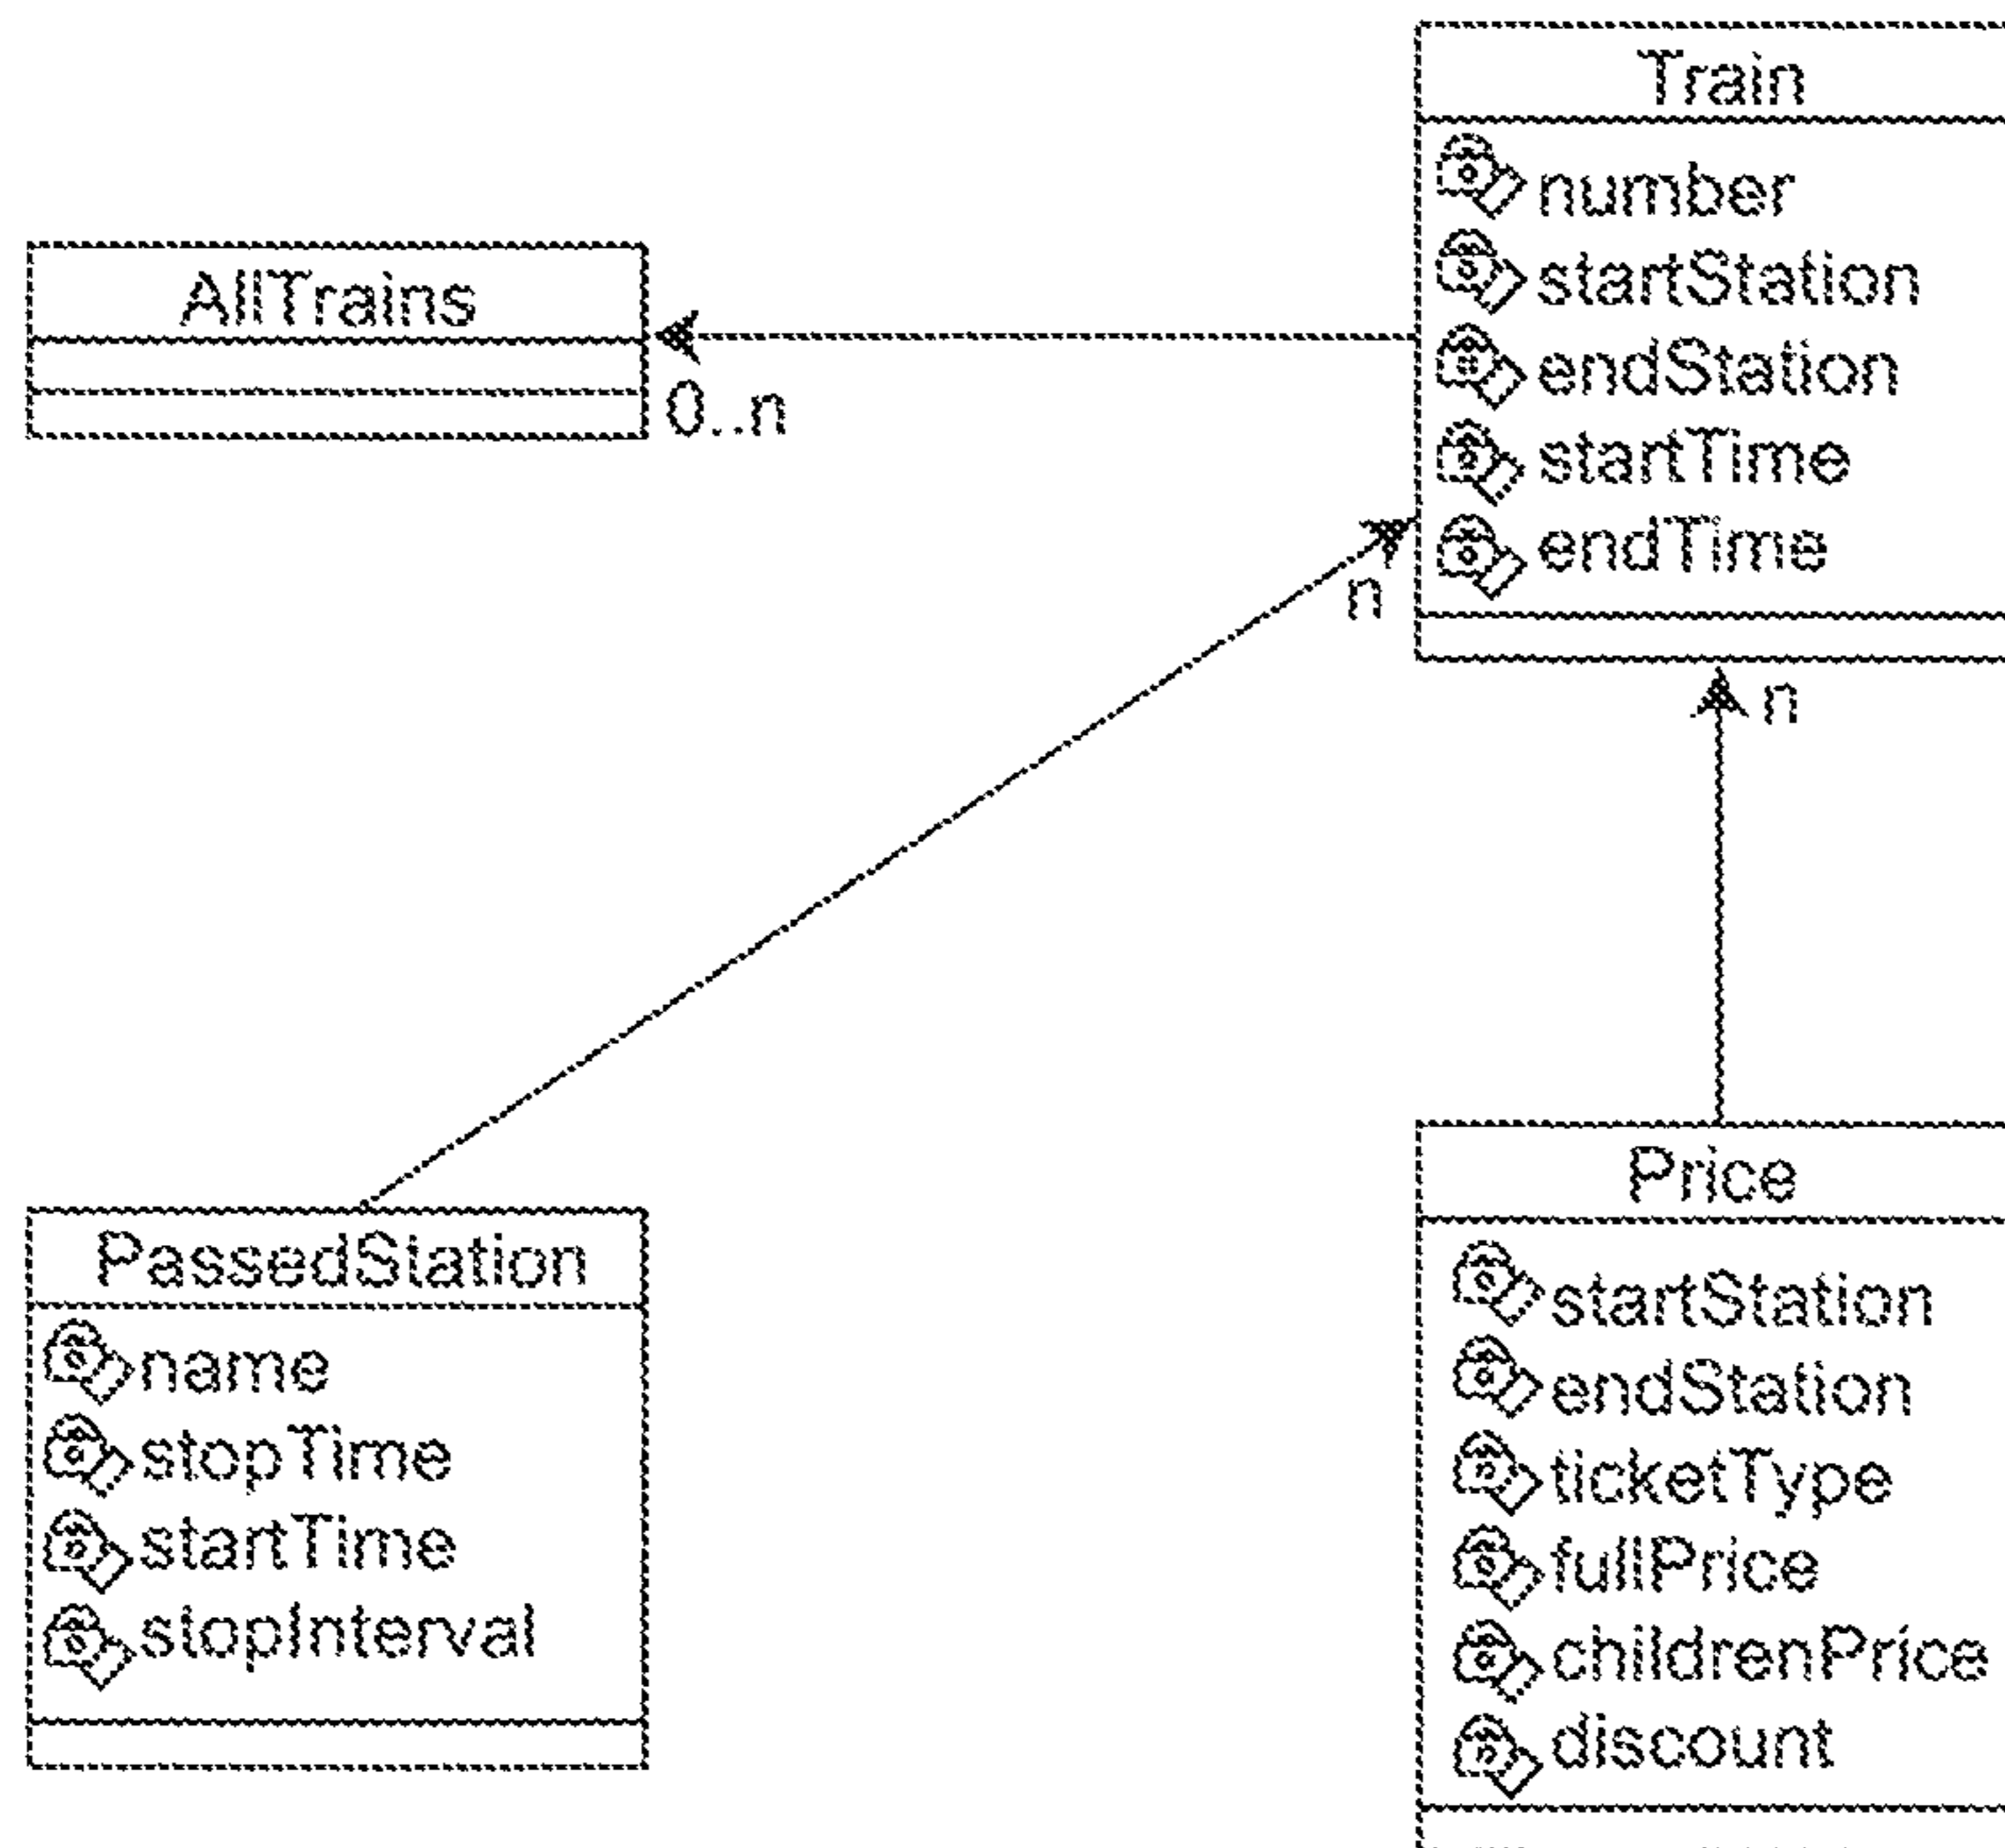 Train
number
startStation
endStation
startTime
endTime
AllTrains
0..n
n
n
PassedStation
name
stopTime
startTime
stopInterval
Price
startStation
endStation
ticketType
fullPrice
childrenPrice
discount